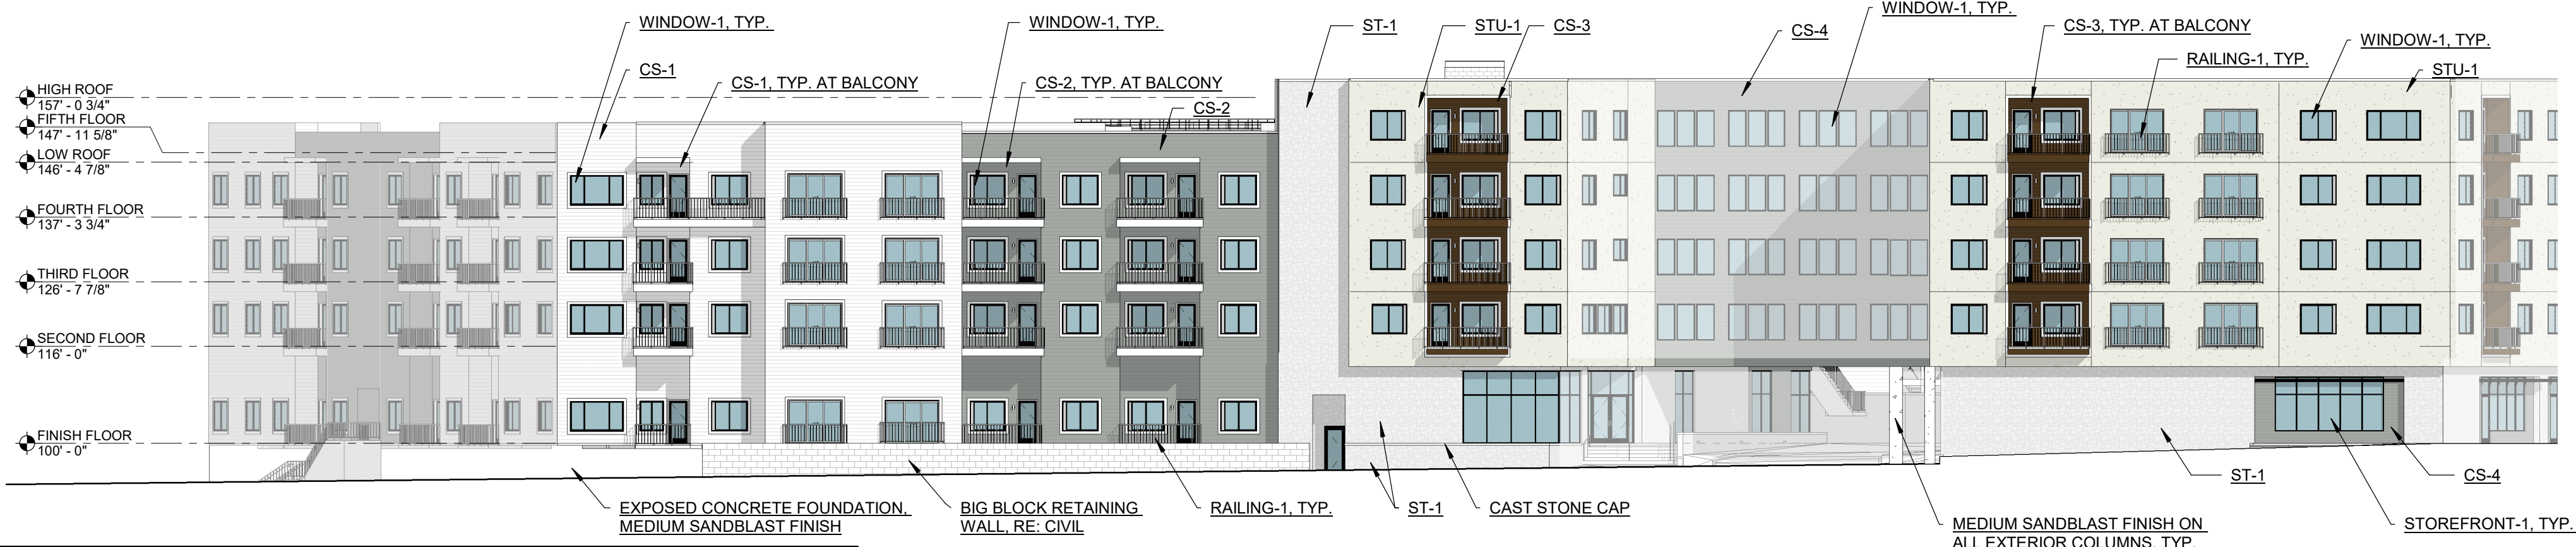 WINDOW-1, TYP.
WINDOW-1, TYP.
ST-1
STU-1
CS-3
WINDOW-1, TYP.
CS-4
CS-3, TYP. AT BALCONY
WINDOW-1, TYP.
RAILING-1, TYP.
STU-1
CS-1
CS-1, TYP. AT BALCONY
CS-2, TYP. AT BALCONY
CS-2
HIGH ROOF
157' - 0 3/4"
FIFTH FLOOR
147' - 11 5/8"
LOW ROOF
146' - 4 7/8"
FOURTH FLOOR
137' - 3 3/4"
THIRD FLOOR
126' - 7 7/8"
SECOND FLOOR
116' - 0"
FINISH FLOOR
100' - 0"
EXPOSED CONCRETE FOUNDATION,
MEDIUM SANDBLAST FINISH
BIG BLOCK RETAINING
WALL, RE: CIVIL
RAILING-1, TYP.
ST-1
CAST STONE CAP
MEDIUM SANDBLAST FINISH ON
ALL EXTERIOR COLUMNS, TYP.
ST-1
CS-4
STOREFRONT-1, TYP.